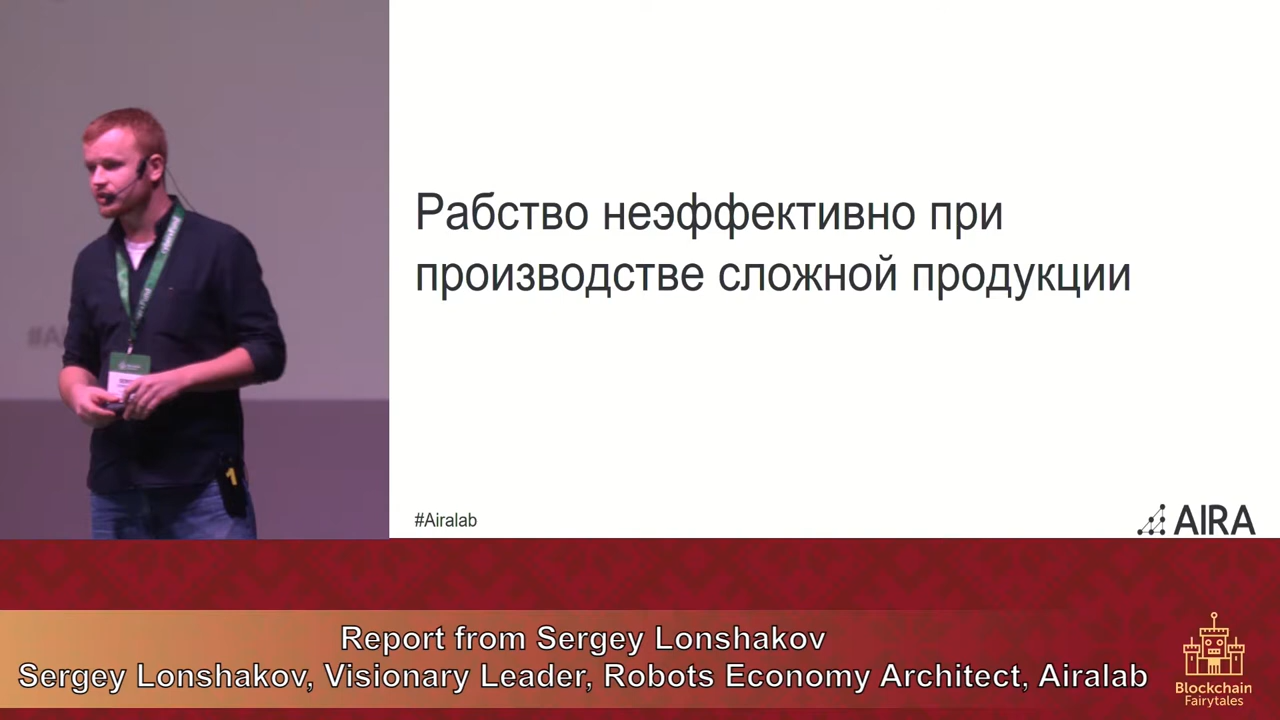 Рабство неэффективно при
производстве сложной продукции
#Airalab
AIRA
Report from Sergey Lonshakov
Sergey Lonshakov, Visionary Leader, Robots Economy Architect, Airalab
Blockchain
Fairytales
1